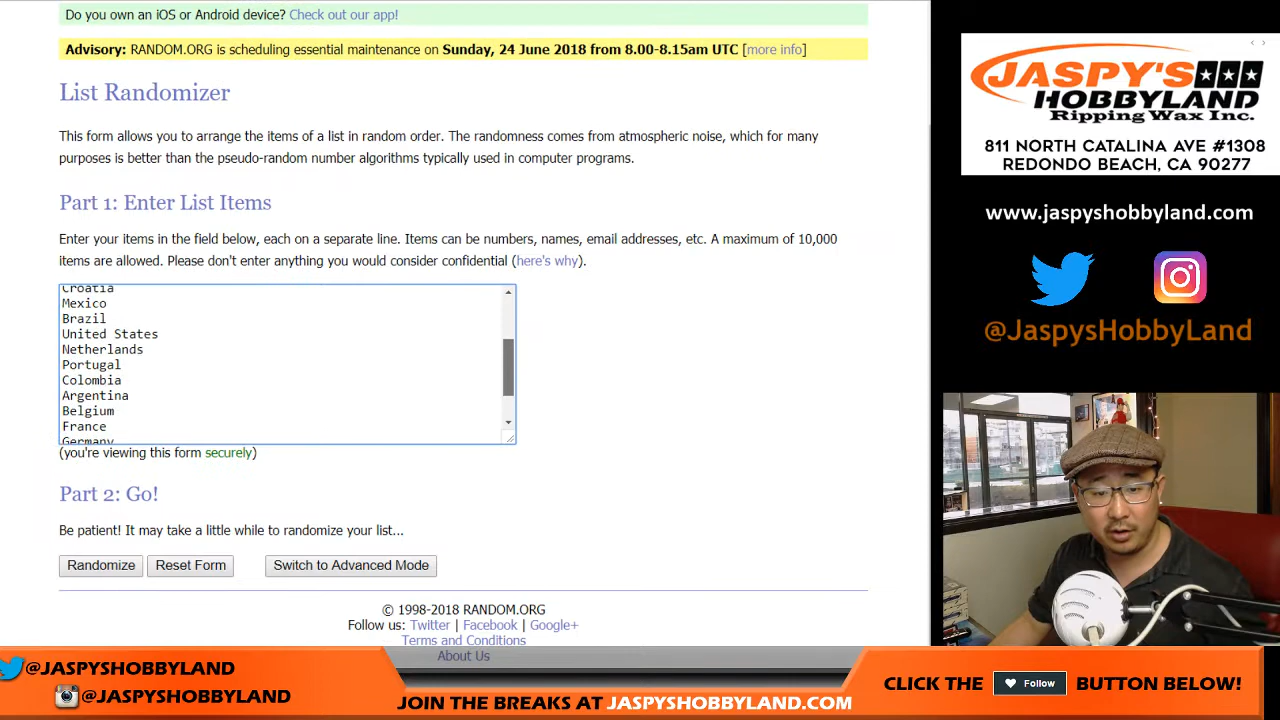 Do you own an iOS or Android device? Check out our app!
Advisory: RANDOM.ORG is scheduling essential maintenance on Sunday, 24 June 2018 from 8.00-8.15am UTC [more info]
List Randomizer
This form allows you to arrange the items of a list in random order. The randomness comes from atmospheric noise, which for many
purposes is better than the pseudo-random number algorithms typically used in computer programs.
Part 1: Enter List Items
Enter your items in the field below, each on a separate line. Items can be numbers, names, email addresses, etc. A maximum of 10,000
items are allowed. Please don't enter anything you would consider confidential (here's why).
Croatia
Mexico
Brazil
United States
Netherlands
Portugal
Colombia
Argentina
Belgium
France
Germany
(you're viewing this form securely)
Part 2: Go!
Be patient! It may take a little while to randomize your list...
Randomize
Reset Form
Switch to Advanced Mode
© 1998-2018 RANDOM.ORG
Follow us: Twitter | Facebook | Google+
Terms and Conditions
About Us
JASPY'S
HOBBYLAND
Ripping Wax Inc.
811 NORTH CATALINA AVE #1308
REDONDO BEACH, CA 90277
www.jaspyshobbyland.com
@JaspysHobbyLand
@JASPYSHOBBYLAND
@JASPYSHOBBYLAND
JOIN THE BREAKS AT JASPYSHOBBYLAND.COM
CLICK THE Follow BUTTON BELOW!